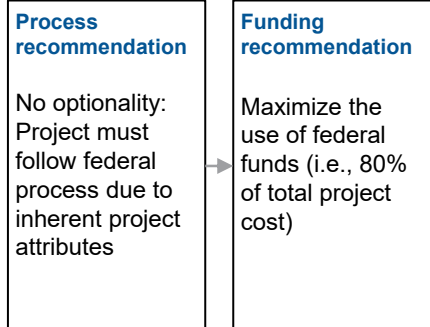 Process
recommendation
No optionality:
Project must
follow federal
process due to
inherent project
attributes
Funding
recommendation
Maximize the
use of federal
funds (i.e., 80%
of total project
cost)